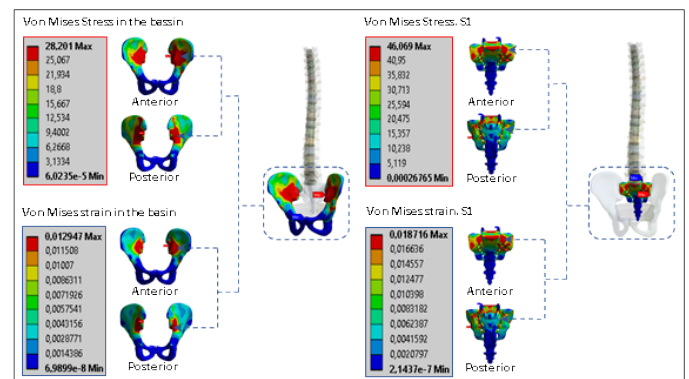 Von Mises Stress in the bassin
28,201 Max
25,067
21,934
18,8
15,667
12,534
9,4002
6,2668
3,1334
6,0235e-5 Min
Anterior
Posterior
Von Mises Stress. S1
46,069 Max
40,95
35,832
30,713
25,594
20,475
15,357
10,238
5,119
0,00026765 Min
Anterior
Posterior
Von Mises strain in the basin
0,012947 Max
0,011508
0,01007
0,0086311
0,0071926
0,0057541
0,0043156
0,0028771
0,0014386
6,9899e-8 Min
Anterior
Posterior
Von Mises strain. S1
0,018716 Max
0,016636
0,014557
0,012477
0,010398
0,0083182
0,0062387
0,0041592
0,0020797
2,1437e-7 Min
Anterior
Posterior